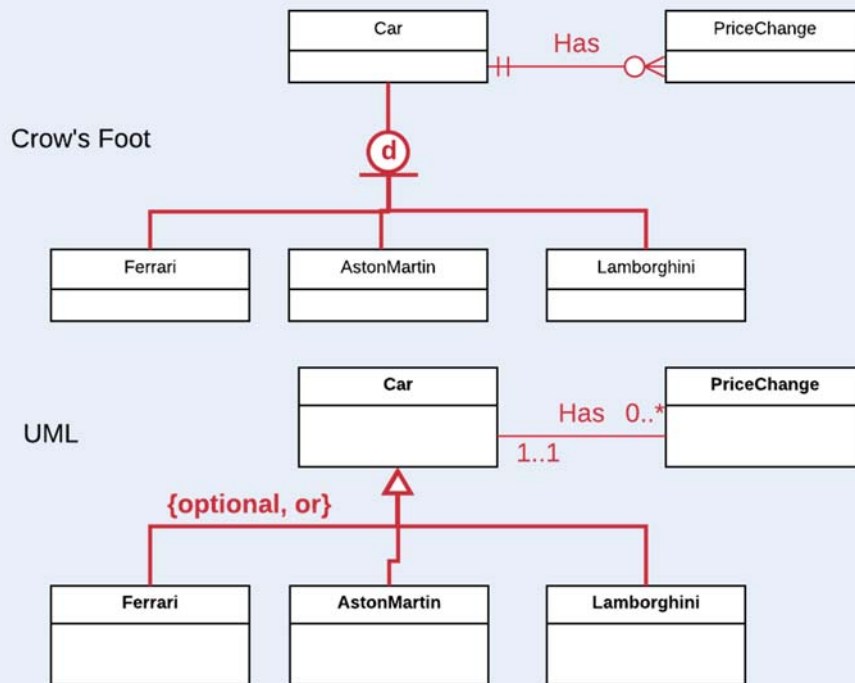 Car
Has
PriceChange
Crow's Foot
d
Ferrari
AstonMartin
Lamborghini
Car
PriceChange
Has 0..*
UML
1..1
{optional, or}
Ferrari
AstonMartin
Lamborghini